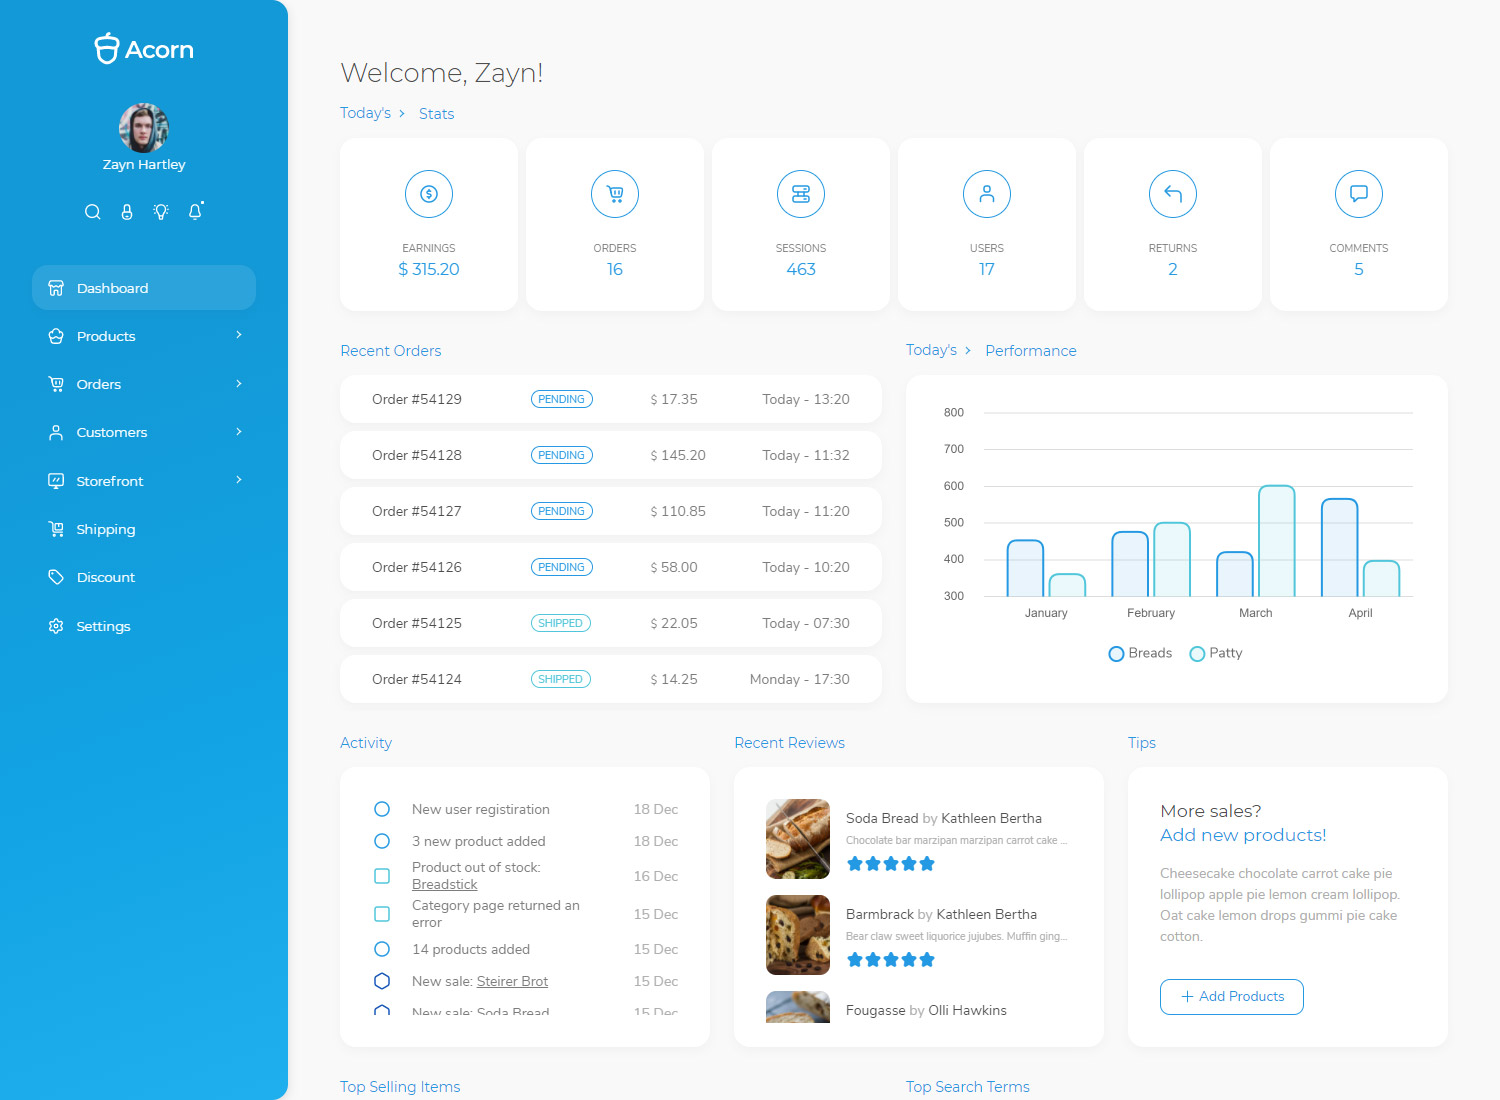 Acorn
Zayn Hartley
Dashboard
Products
Orders
Customers
Storefront
Shipping
Discount
Settings
Welcome, Zayn!
Today's > Stats
EARNINGS
$ 315.20
ORDERS
16
SESSIONS
463
USERS
17
RETURNS
2
COMMENTS
5
Recent Orders
Order #54129 PENDING $ 17.35 Today - 13:20
Order #54128 PENDING $ 145.20 Today - 11:32
Order #54127 PENDING $ 110.85 Today - 11:20
Order #54126 PENDING $ 58.00 Today - 10:20
Order #54125 SHIPPED $ 22.05 Today - 07:30
Order #54124 SHIPPED $ 14.25 Monday - 17:30
Today's > Performance
800
700
600
500
400
300
January February March April
Breads Patty
Activity
New user registiration 18 Dec
3 new product added 18 Dec
Product out of stock:
Breadstick 16 Dec
Category page returned an
error 15 Dec
14 products added 15 Dec
New sale: Steirer Brot 15 Dec
New sale: Soda Bread 15 Dec
Recent Reviews
Soda Bread by Kathleen Bertha
Chocolate bar marzipan marzipan carrot cake ...
Barmbrack by Kathleen Bertha
Bear claw sweet liquorice jujubes. Muffin ging...
Fougasse by Olli Hawkins
Tips
More sales?
Add new products!
Cheesecake chocolate carrot cake pie
lollipop apple pie lemon cream lollipop.
Oat cake lemon drops gummi pie cake
cotton.
+ Add Products
Top Selling Items
Top Search Terms